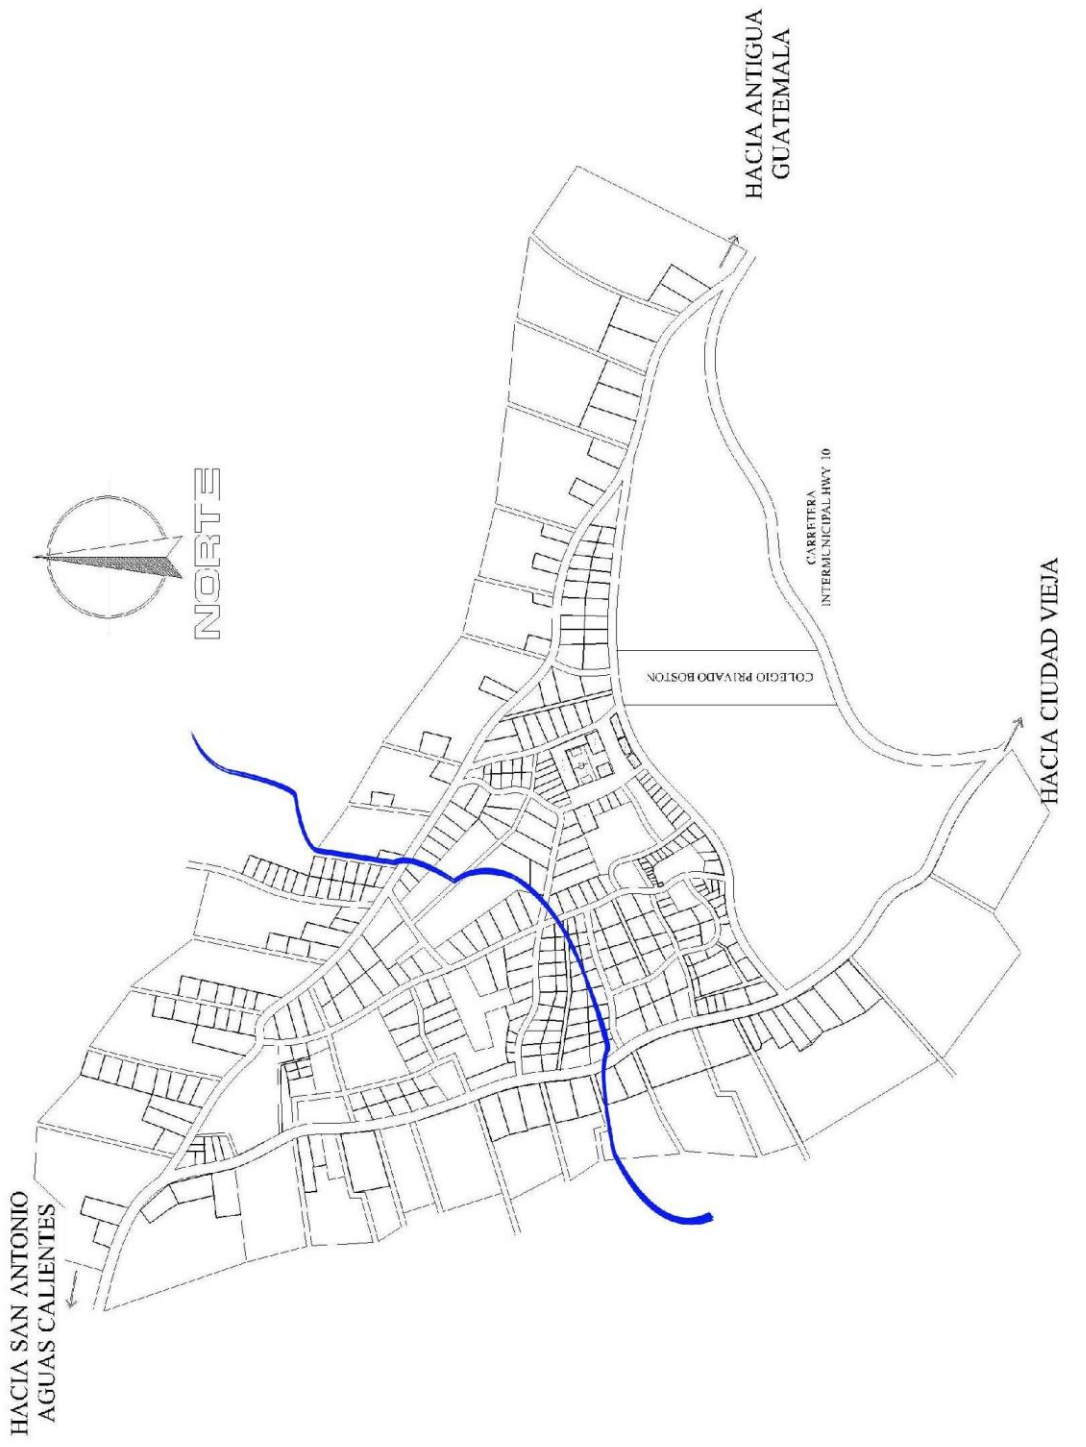 HACIA ANTIGUA
GUATEMALA
NORTE
CARRETERA
INTERMUNICIPAL HWY 10
COLEGIO PRIVADO BOSTON
HACIA CIUDAD VIEJA
HACIA SAN ANTONIO
AGUAS CALIENTES